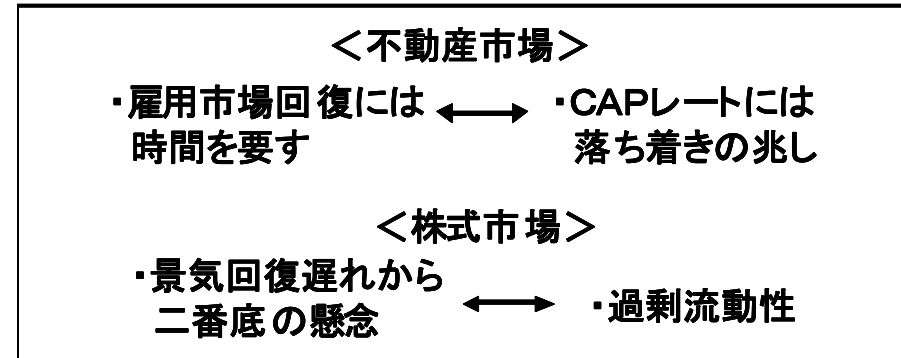 ＜不動産市場＞
・雇用市場回復には ・CAPレートには
時間を要す 落ち着きの兆し
＜株式市場＞
・景気回復遅れから
二番底の懸念 ・過剰流動性